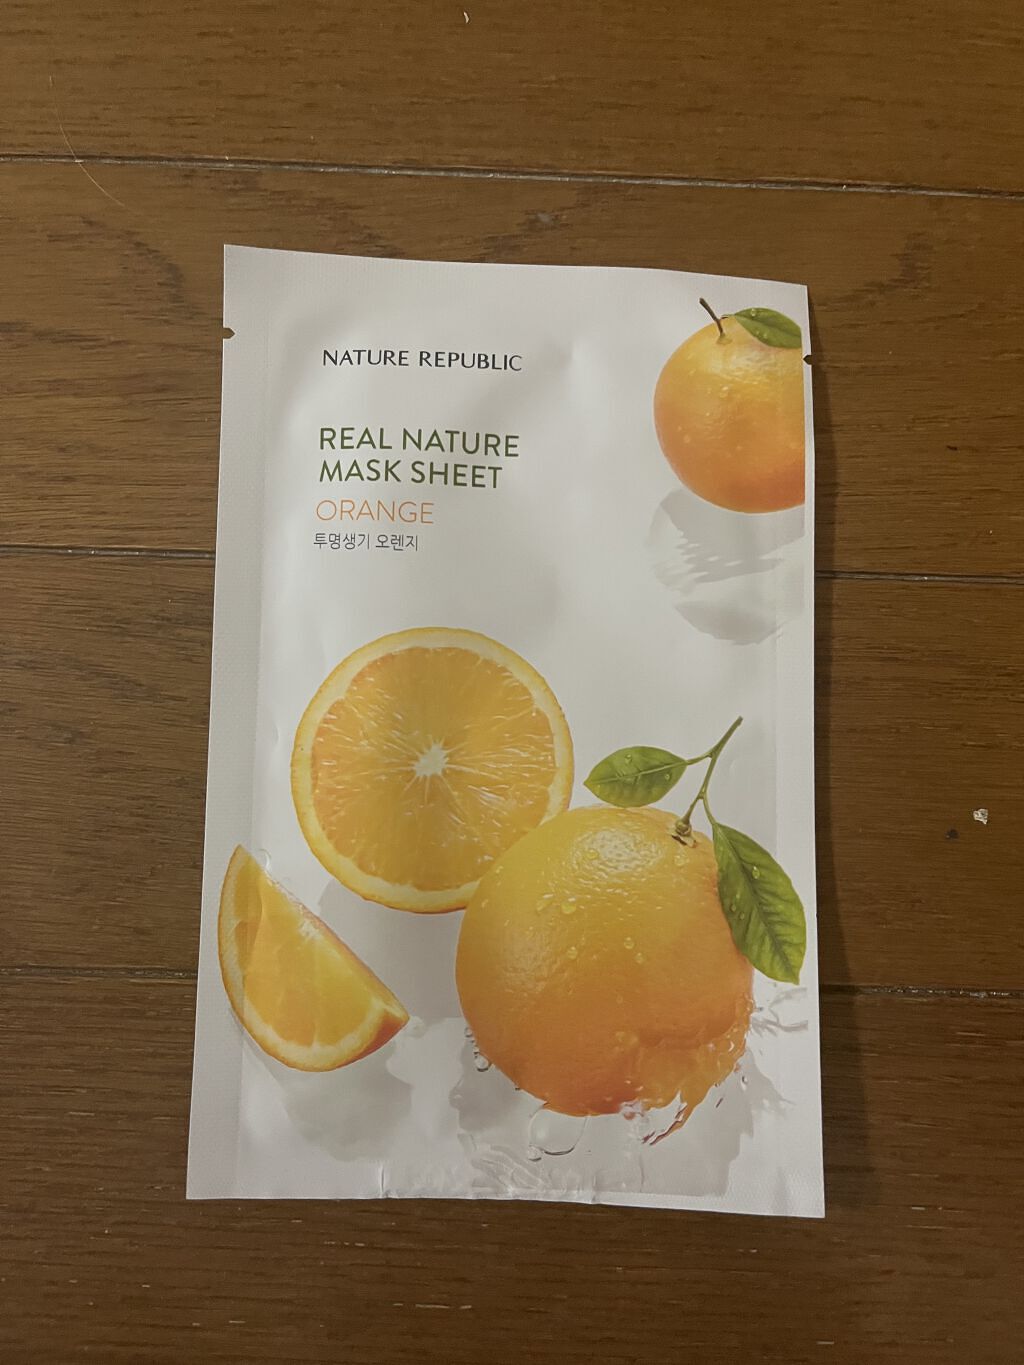 NATURE REPUBLIC
REAL NATURE
MASK SHEET
ORANGE
투명생기 오렌지